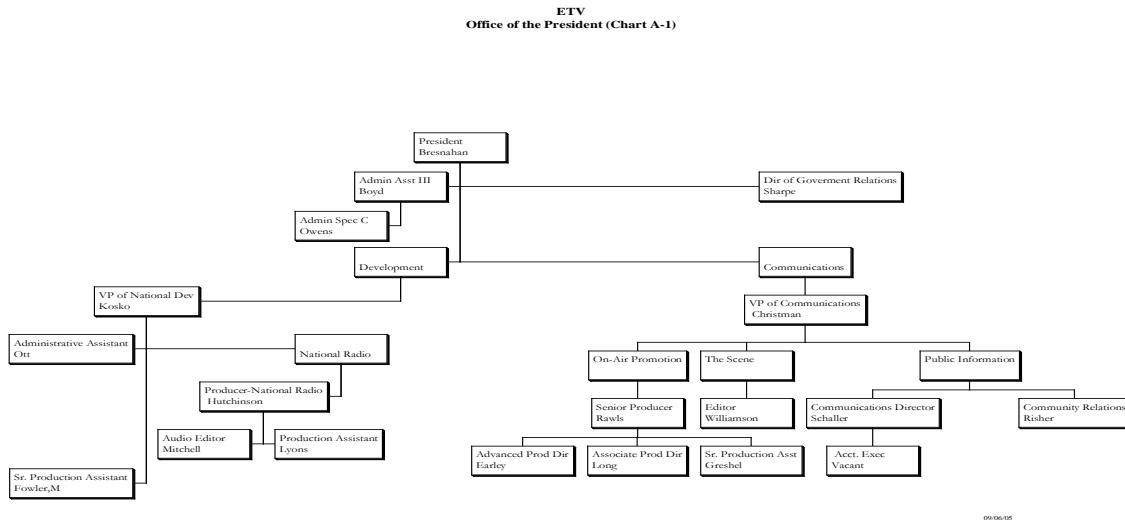 ETV
Office of the President (Chart A-1)
President
Bresnahan
Admin Asst III
Boyd
Dir of Goverment Relations
Sharpe
Admin Spec C
Owens
Development
Communications
VP of National Dev
Kosko
VP of Communications
Christman
Administrative Assistant
Ott
National Radio
On-Air Promotion
The Scene
Public Information
Producer-National Radio
Hutchinson
Senior Producer
Rawls
Editor
Williamson
Communications Director
Schaller
Community Relations
Risher
Audio Editor
Mitchell
Production Assistant
Lyons
Advanced Prod Dir
Earley
Associate Prod Dir
Long
Sr. Production Asst
Greshel
Acct. Exec
Vacant
Sr. Production Assistant
Fowler,M
09/06/05